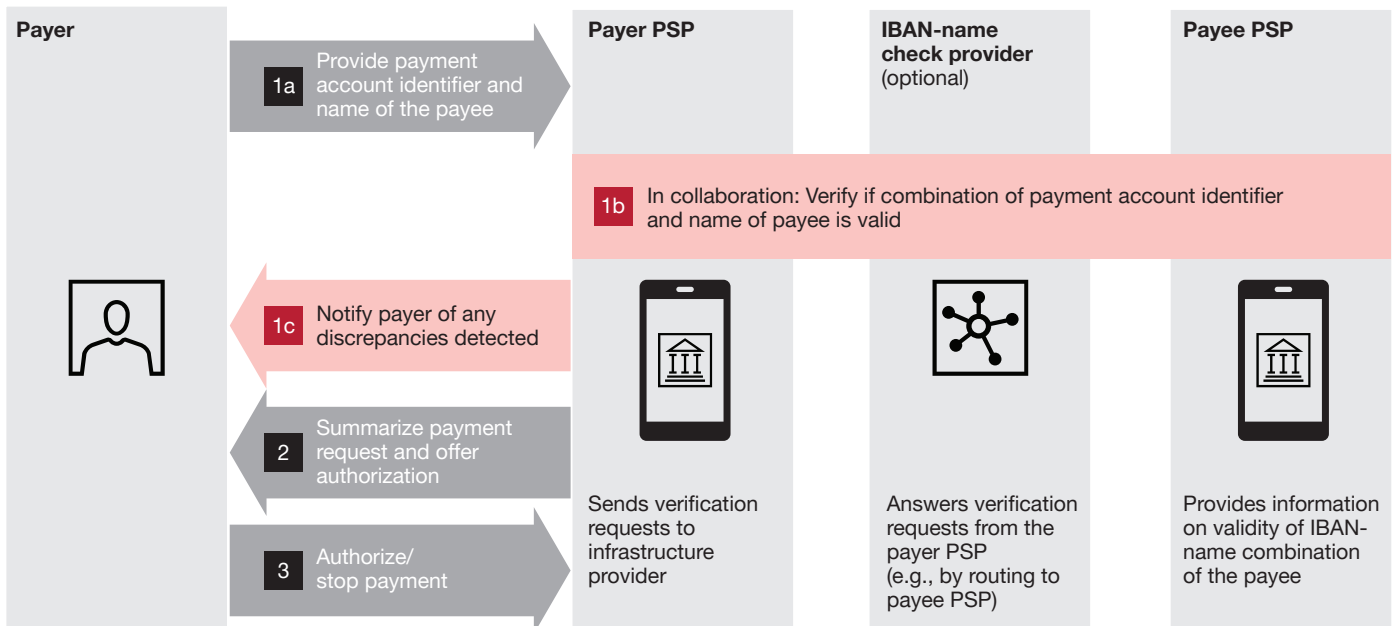 Payer
1a
Provide payment
account identifier and
name of the payee
Payer PSP
IBAN-name
check provider
(optional)
Payee PSP
1b
In collaboration: Verify if combination of payment account identifier
and name of payee is valid
1c
Notify payer of any
discrepancies detected
2
Summarize payment
request and offer
authorization
3
Authorize/
stop payment
Sends verification
requests to
infrastructure
provider
Answers verification
requests from the
payer PSP
(e.g., by routing to
payee PSP)
Provides information
on validity of IBAN-
name combination
of the payee